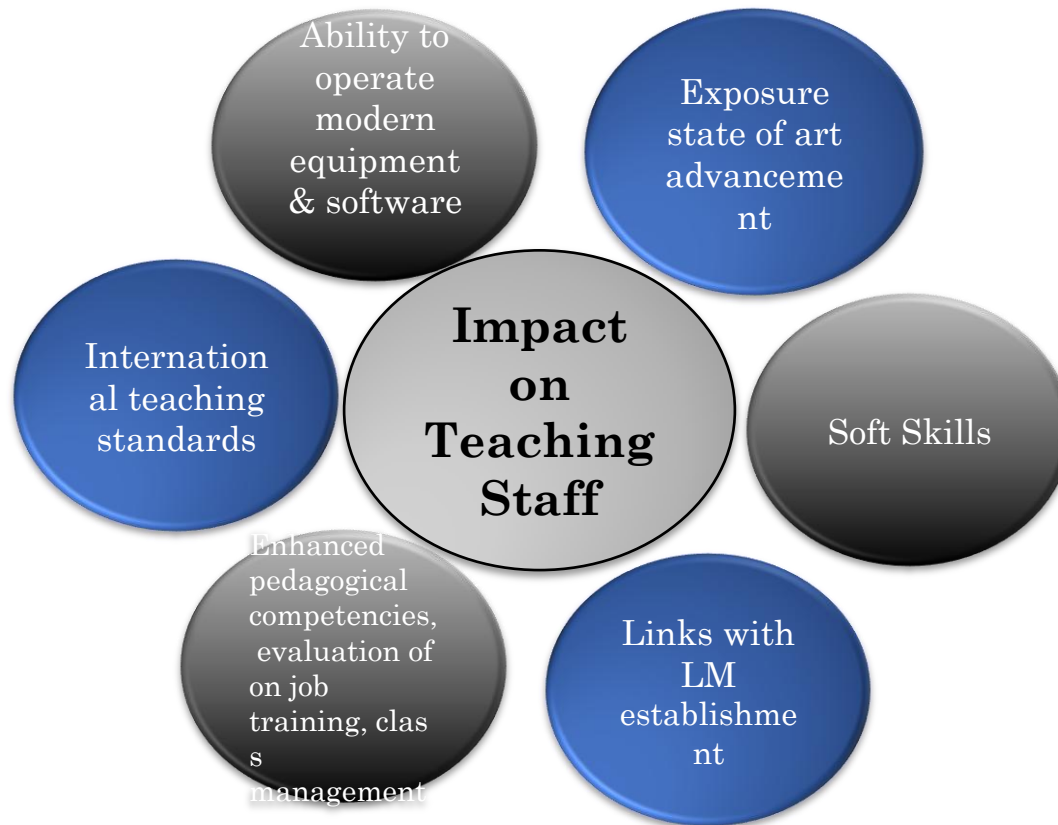 Ability to
operate
modern
equipment
& software
Exposure
state of art
advanceme
nt
Internation
al teaching
standards
Impact
on
Teaching
Staff
Soft Skills
Enhanced
pedagogical
competencies,
evaluation of
on job
training, clas
s
management
Links with
LM
establishme
nt